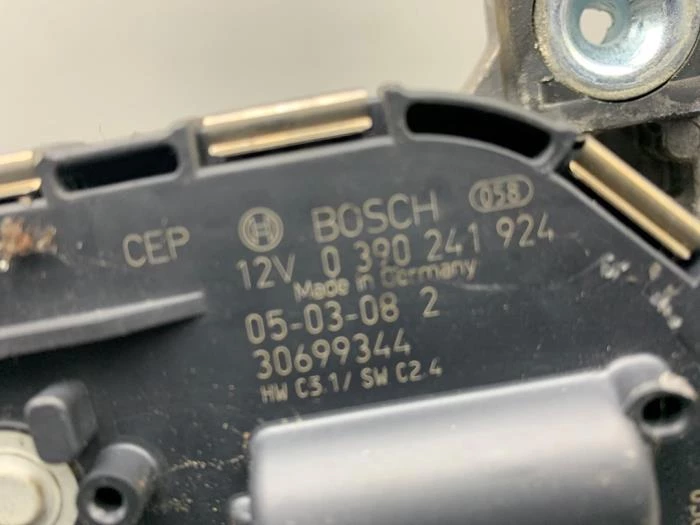 CEP BOSCH 058
12V 0 390 241 924
Made in Germany
05-03-08 2
30699344
HW C3.1/ SW C2.4